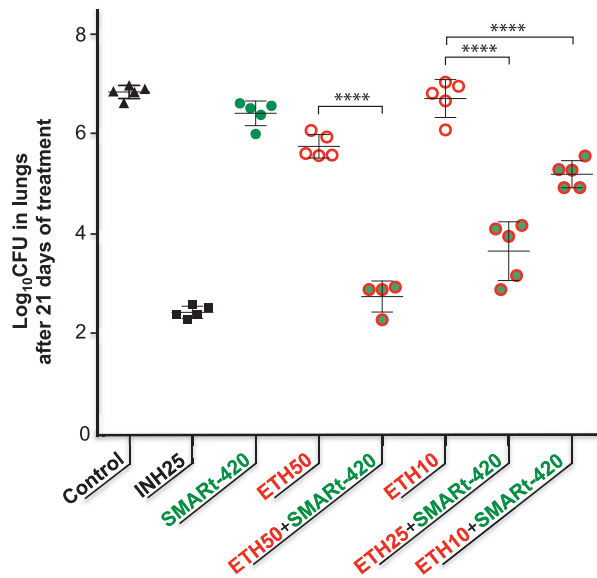 ****
****
****
8
6
4
2
0
Log10CFU in lungs
after 21 days of treatment
Control
INH25
SMARt-420
ETH50
ETH50+SMARt-420
ETH10
ETH25+SMARt-420
ETH10+SMARt-420